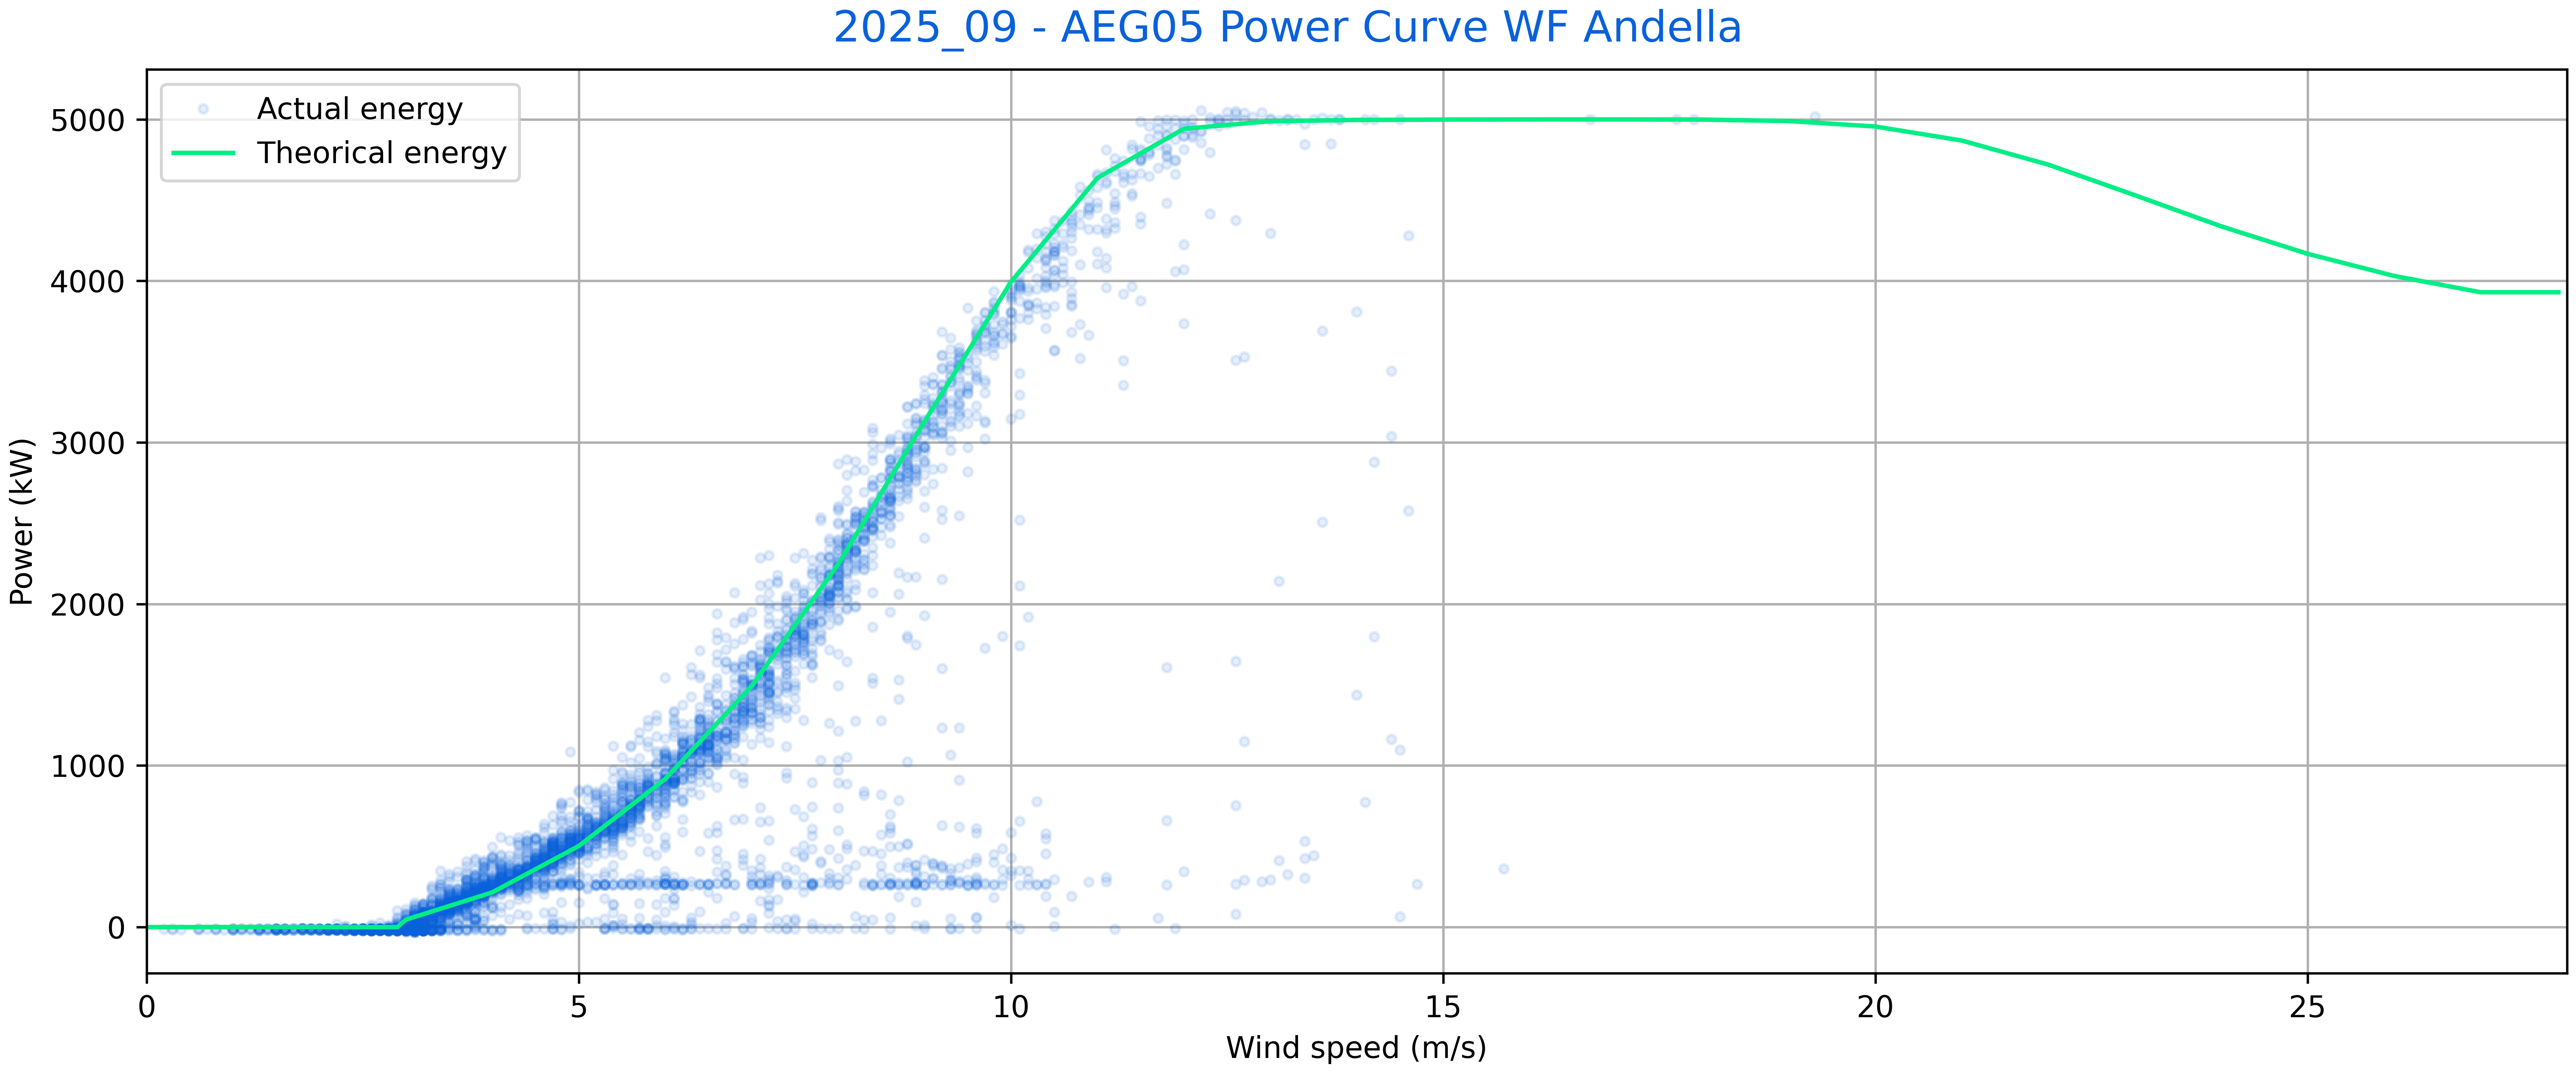 2025_09 - AEG05 Power Curve WF Andella
Actual energy
Theorical energy
5000
4000
3000
2000
1000
0
Power (kW)
0 5 10 15 20 25
Wind speed (m/s)